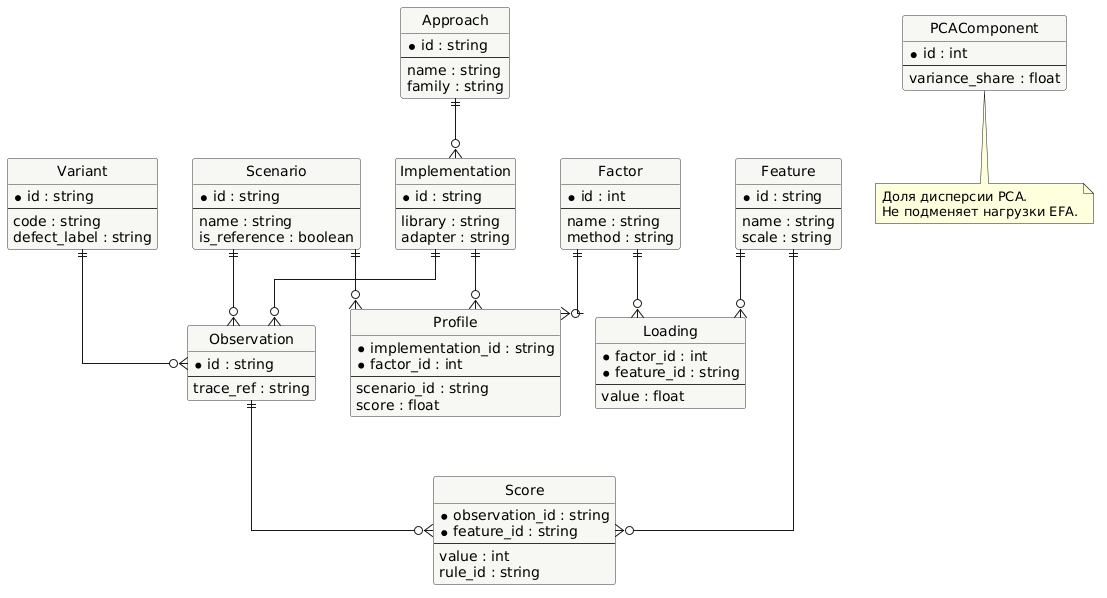 Approach
* id : string
name : string
family : string
PCAComponent
* id : int
variance_share : float
Variant
* id : string
code : string
defect_label : string
Scenario
* id : string
name : string
is_reference : boolean
Implementation
* id : string
library : string
adapter : string
Factor
* id : int
name : string
method : string
Feature
* id : string
name : string
scale : string
Доля дисперсии PCA.
Не подменяет нагрузки EFA.
Observation
* id : string
trace_ref : string
Profile
* implementation_id : string
* factor_id : int
scenario_id : string
score : float
Loading
* factor_id : int
* feature_id : string
value : float
Score
* observation_id : string
* feature_id : string
value : int
rule_id : string